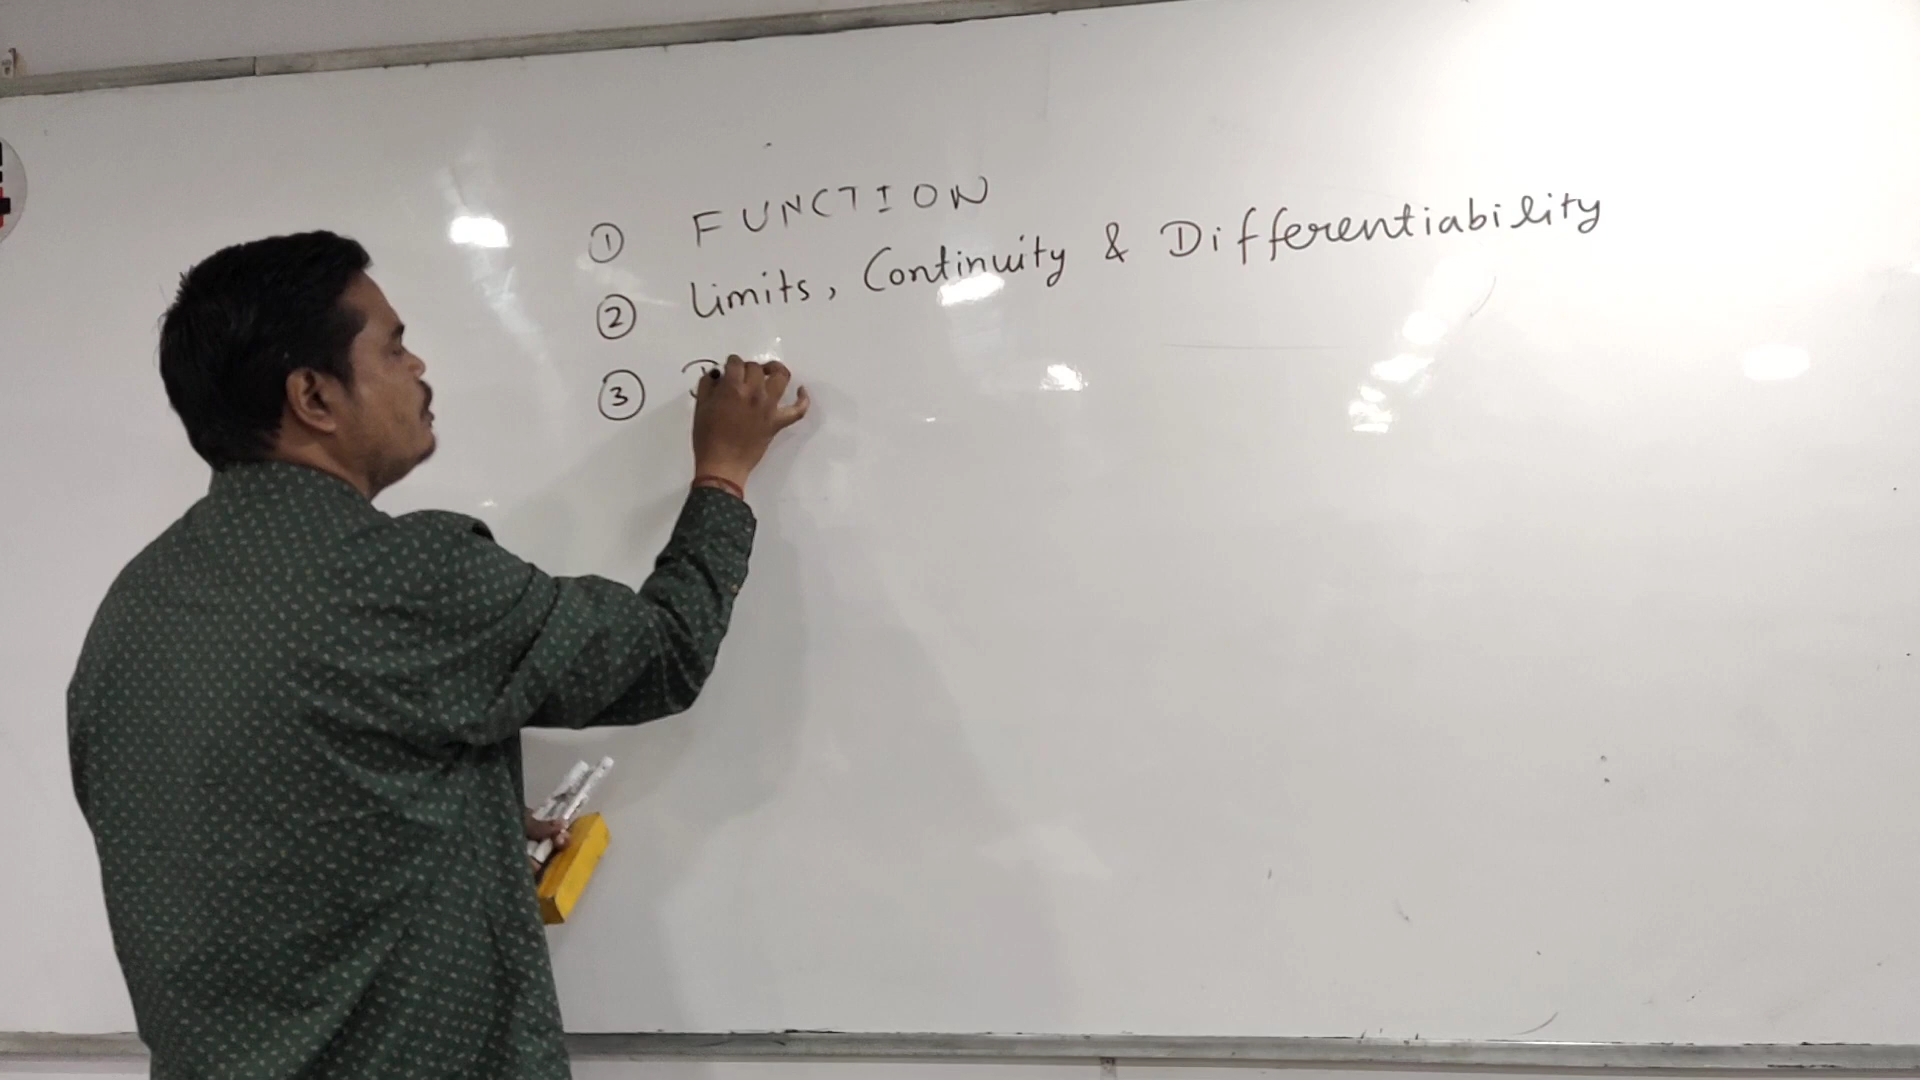 ① FUNCTION
② Limits, Continuity & Differentiability
③ D